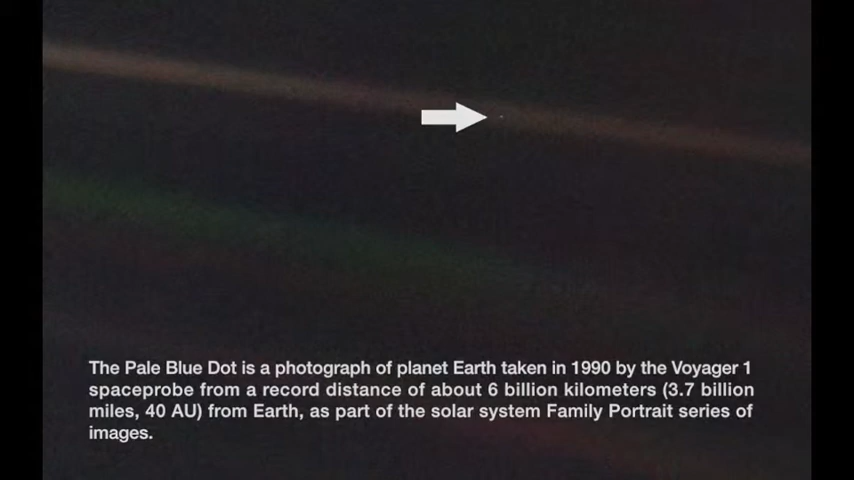 The Pale Blue Dot is a photograph of planet Earth taken in 1990 by the Voyager 1
spaceprobe from a record distance of about 6 billion kilometers (3.7 billion
miles, 40 AU) from Earth, as part of the solar system Family Portrait series of
images.